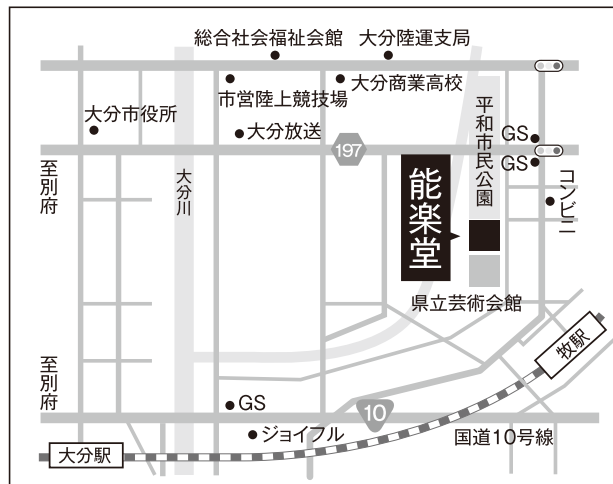 総合社会福祉会館
大分陸運支局
市営陸上競技場
大分商業高校
大分市役所
大分放送
197
平和市民公園
GS
GS
コンビニ
至別府
大分川
能楽堂
県立芸術会館
牧駅
至別府
GS
10
ジョイフル
国道10号線
大分駅